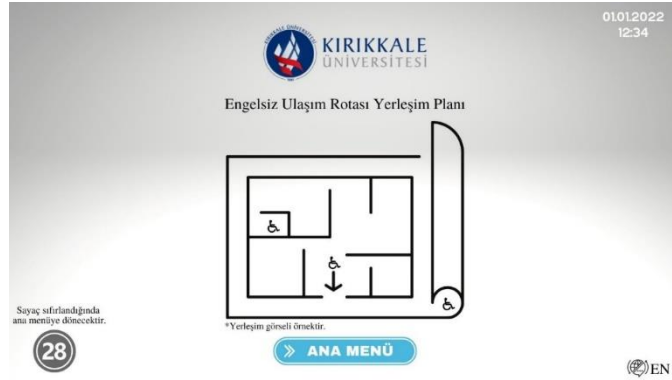 01.01.2022
12:34
KIRIKKALE
ÜNİVERSİTESİ
Engelsiz Ulaşım Rotası Yerleşim Planı
Sayaç sıfırlandığında
ana menüye dönecektir.
28
*Yerleşim görseli örnektir.
ANA MENÜ
EN